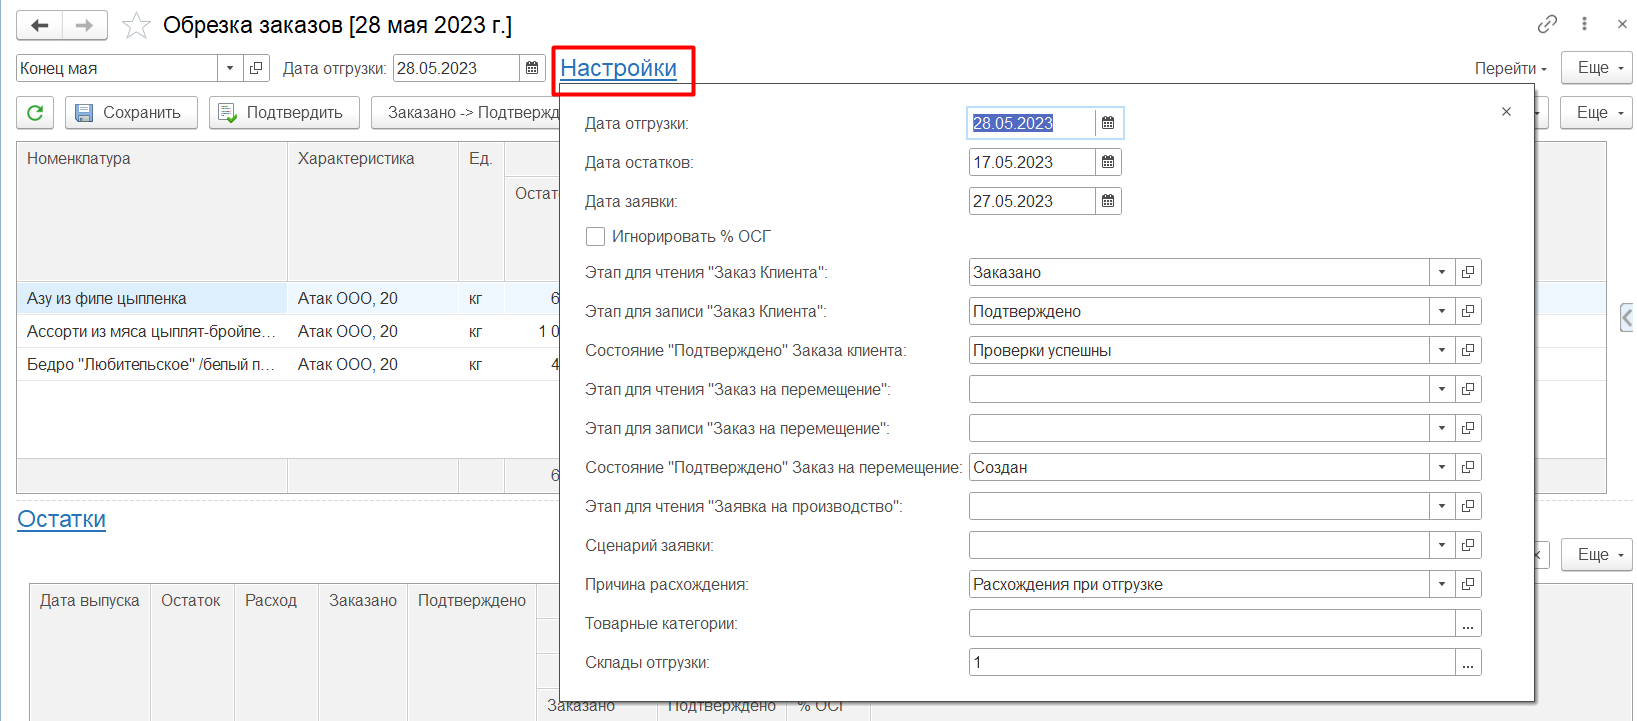 Обрезка заказов [28 мая 2023 г.]
Конец мая
Дата отгрузки: 28.05.2023
Настройки
Перейти
Еще
Сохранить
Подтвердить
Заказано -> Подтвержд
Еще
Номенклатура
Характеристика
Ед.
Остат
Азу из филе цыпленка
Атак ООО, 20
кг
6
Ассорти из мяса цыплят-бройле...
Атак ООО, 20
кг
1 0
Бедро "Любительское" /белый п...
Атак ООО, 20
кг
4
6
Дата отгрузки: 28.05.2023
Дата остатков: 17.05.2023
Дата заявки: 27.05.2023
Игнорировать % ОСГ
Этап для чтения "Заказ Клиента": Заказано
Этап для записи "Заказ Клиента": Подтверждено
Состояние "Подтверждено" Заказа клиента: Проверки успешны
Этап для чтения "Заказ на перемещение":
Этап для записи "Заказ на перемещение":
Состояние "Подтверждено" Заказ на перемещение: Создан
Этап для чтения "Заявка на производство":
Сценарий заявки:
Причина расхождения: Расхождения при отгрузке
Товарные категории: ...
Склады отгрузки: 1 ...
Остатки
Еще
Дата выпуска
Остаток
Расход
Заказано
Подтверждено
Заказано
Подтверждено
% ОСГ